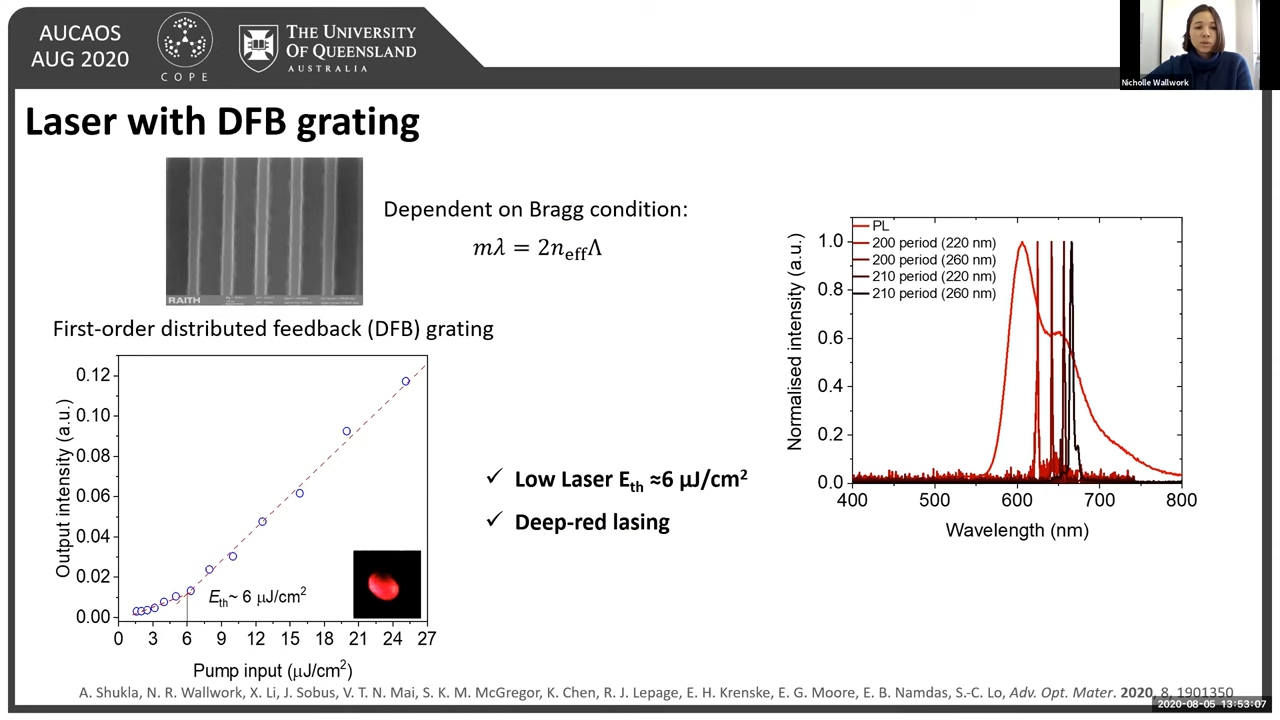 AUCAOS
AUG 2020
COPE
THE UNIVERSITY
OF QUEENSLAND
AUSTRALIA
Nicholle Wallwork
Laser with DFB grating
RAITH
Dependent on Bragg condition:
mλ = 2n_eff Λ
First-order distributed feedback (DFB) grating
Output intensity (a.u.)
0.12
0.10
0.08
0.06
0.04
0.02
0.00
E_th~ 6 μJ/cm²
0 3 6 9 12 15 18 21 24 27
Pump input (μJ/cm²)
✓ Low Laser E_th ≈6 μJ/cm²
✓ Deep-red lasing
Normalised intensity (a.u.)
1.0
0.8
0.6
0.4
0.2
0.0
PL
200 period (220 nm)
200 period (260 nm)
210 period (220 nm)
210 period (260 nm)
400 500 600 700 800
Wavelength (nm)
A. Shukla, N. R. Wallwork, X. Li, J. Sobus, V. T. N. Mai, S. K. M. McGregor, K. Chen, R. J. Lepage, E. H. Krenske, E. G. Moore, E. B. Namdas, S.-C. Lo, Adv. Opt. Mater. 2020, 8, 1901350
2020-08-05 13:53:07